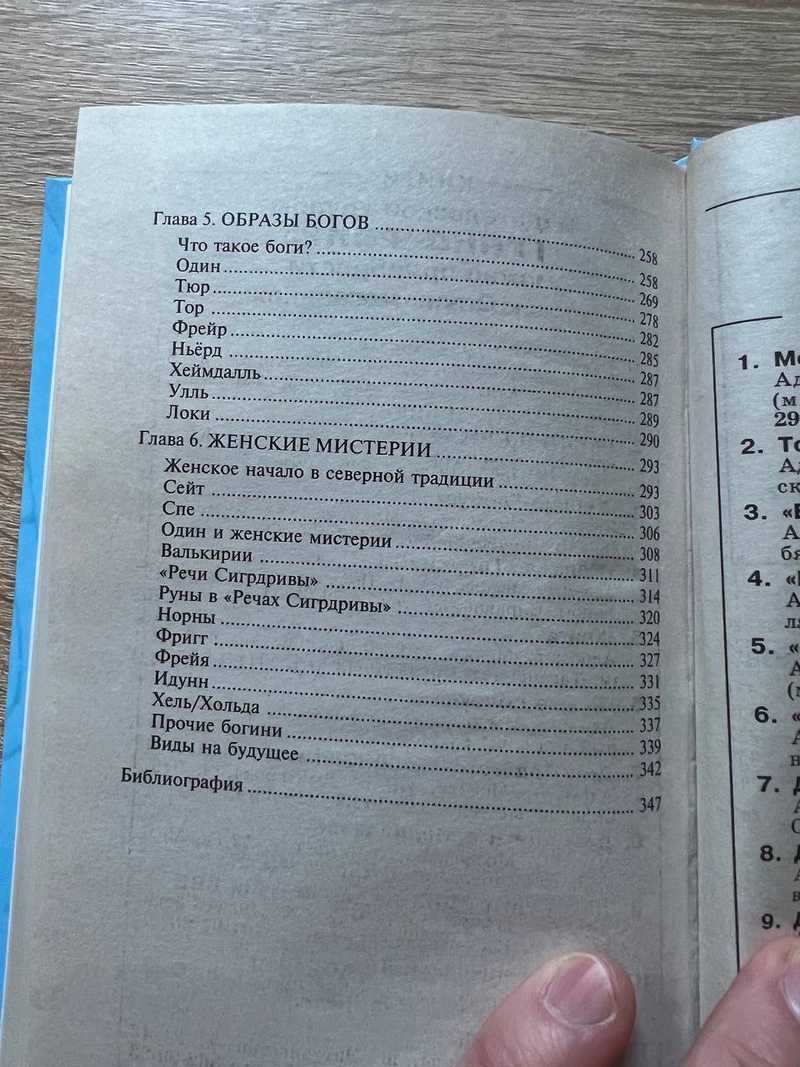 Глава 5. ОБРАЗЫ БОГОВ ........ 258
Что такое боги? ........ 258
Один ........ 269
Тюр ........ 278
Тор ........ 282
Фрейр ........ 285
Ньёрд ........ 287
Хеймдалль ........ 287
Улль ........ 289
Локи ........ 290
Глава 6. ЖЕНСКИЕ МИСТЕРИИ ........ 293
Женское начало в северной традиции ........ 293
Сейт ........ 303
Спе ........ 306
Один и женские мистерии ........ 308
Валькирии ........ 311
«Речи Сигрдривы» ........ 314
Руны в «Речах Сигрдривы» ........ 320
Норны ........ 324
Фригг ........ 327
Фрейя ........ 331
Идунн ........ 335
Хель/Хольда ........ 337
Прочие богини ........ 339
Виды на будущее ........ 342
Библиография ........ 347
1.
(м
29
2.
ск
3.
4.
5.
6.
7.
8.
9.